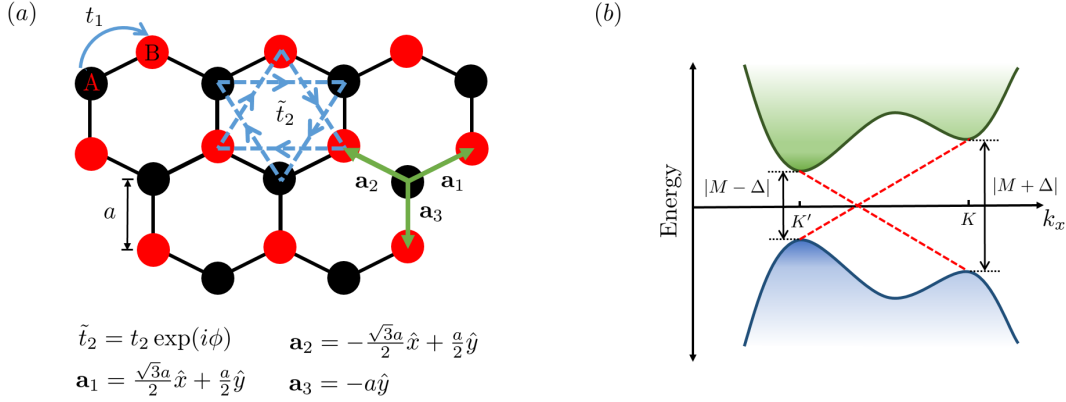 (a)
t₁
A
B
t̃₂
a
a₂
a₁
a₃
t̃₂ = t₂ exp(iϕ)
a₂ = −√3a/2 x̂ + a/2 ŷ
a₁ = √3a/2 x̂ + a/2 ŷ
a₃ = −aŷ
(b)
Energy
|M − Δ|
|M + Δ|
K′
K
kₓ